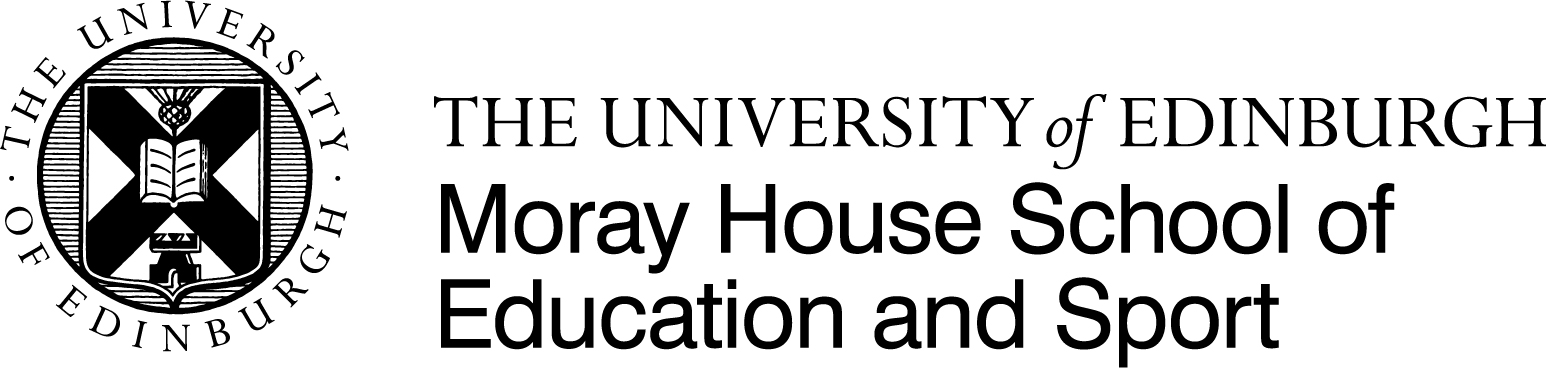 THE UNIVERSITY
OF EDINBURGH
THE UNIVERSITY of EDINBURGH
Moray House School of
Education and Sport